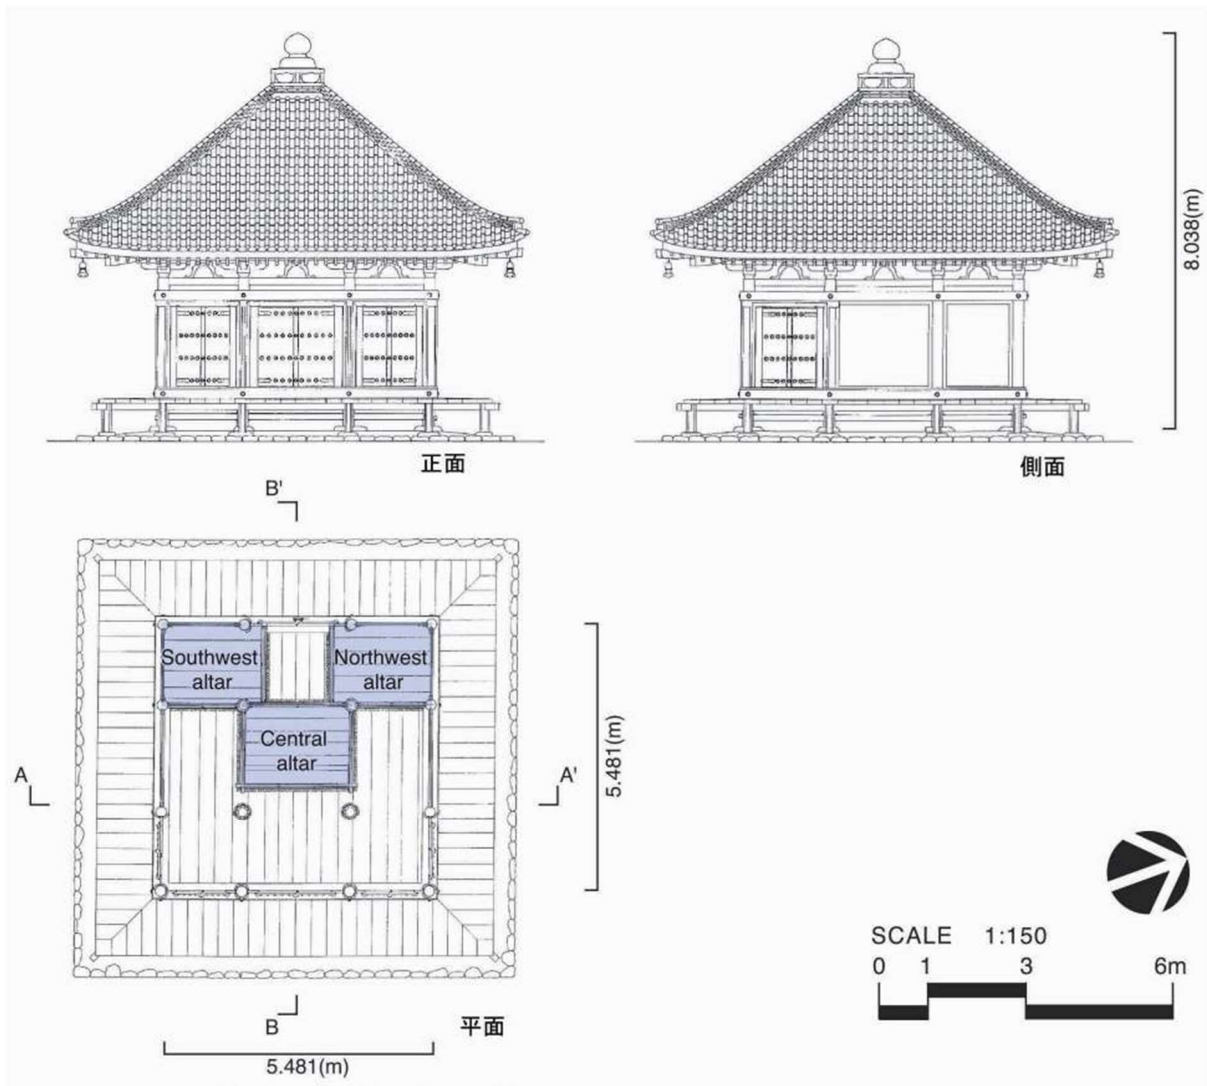 8.038(m)
正面
側面
B'
Southwest
altar
Northwest
altar
Central
altar
A
A'
5.481(m)
SCALE 1:150
0 1 3 6m
B
平面
5.481(m)